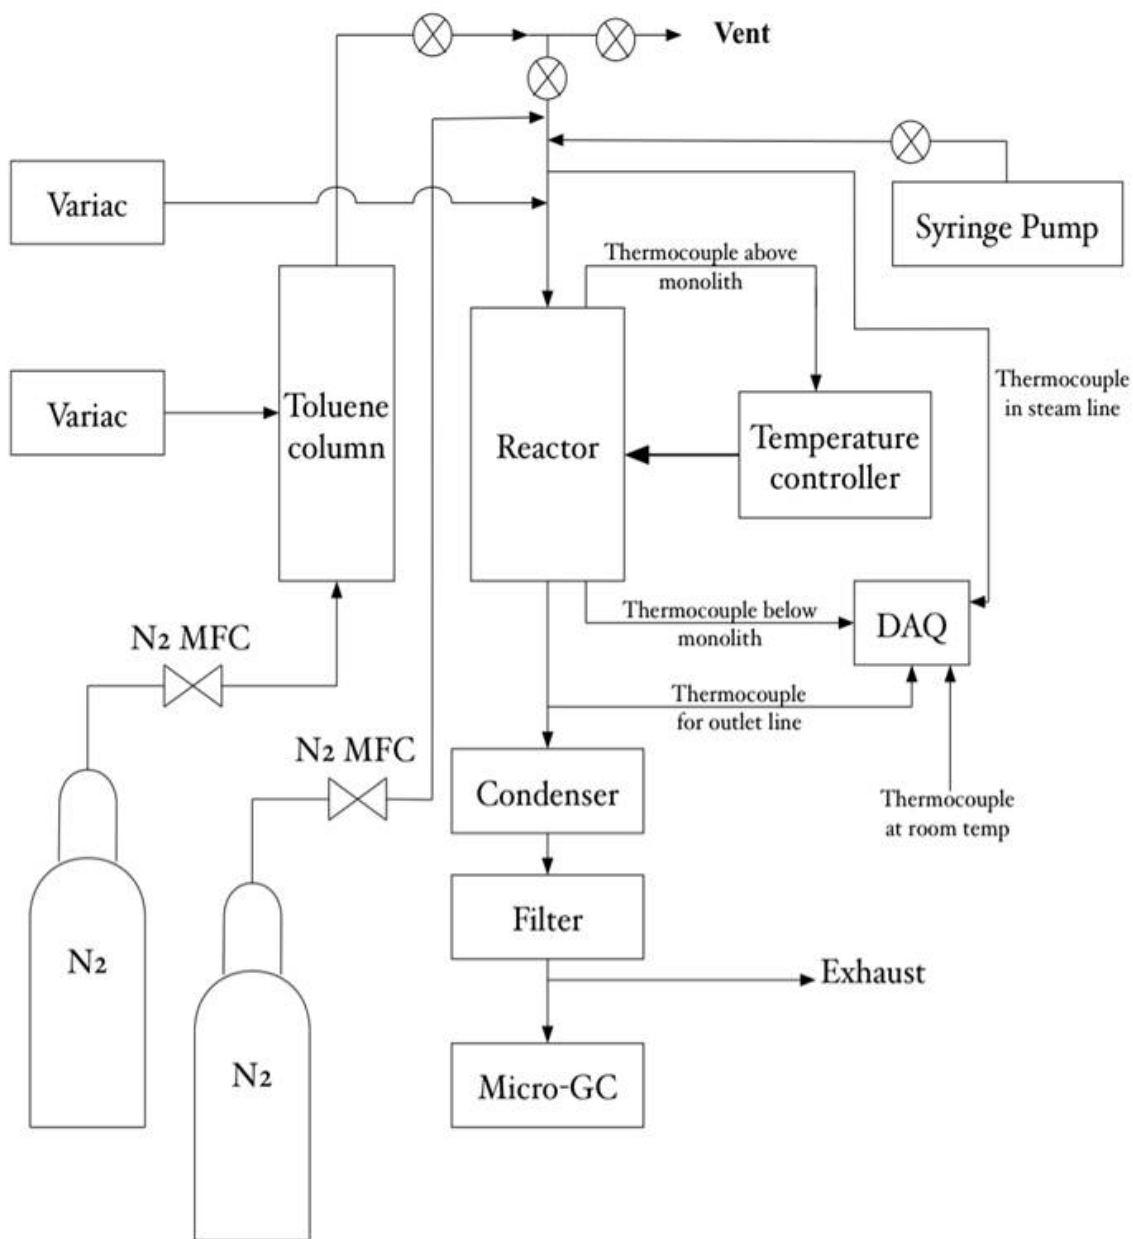 Vent
Variac
Syringe Pump
Thermocouple above
monolith
Variac
Toluene
column
Reactor
Temperature
controller
Thermocouple
in steam line
N2 MFC
Thermocouple below
monolith
DAQ
Thermocouple
for outlet line
N2 MFC
Condenser
Thermocouple
at room temp
Filter
N2
Exhaust
N2
Micro-GC